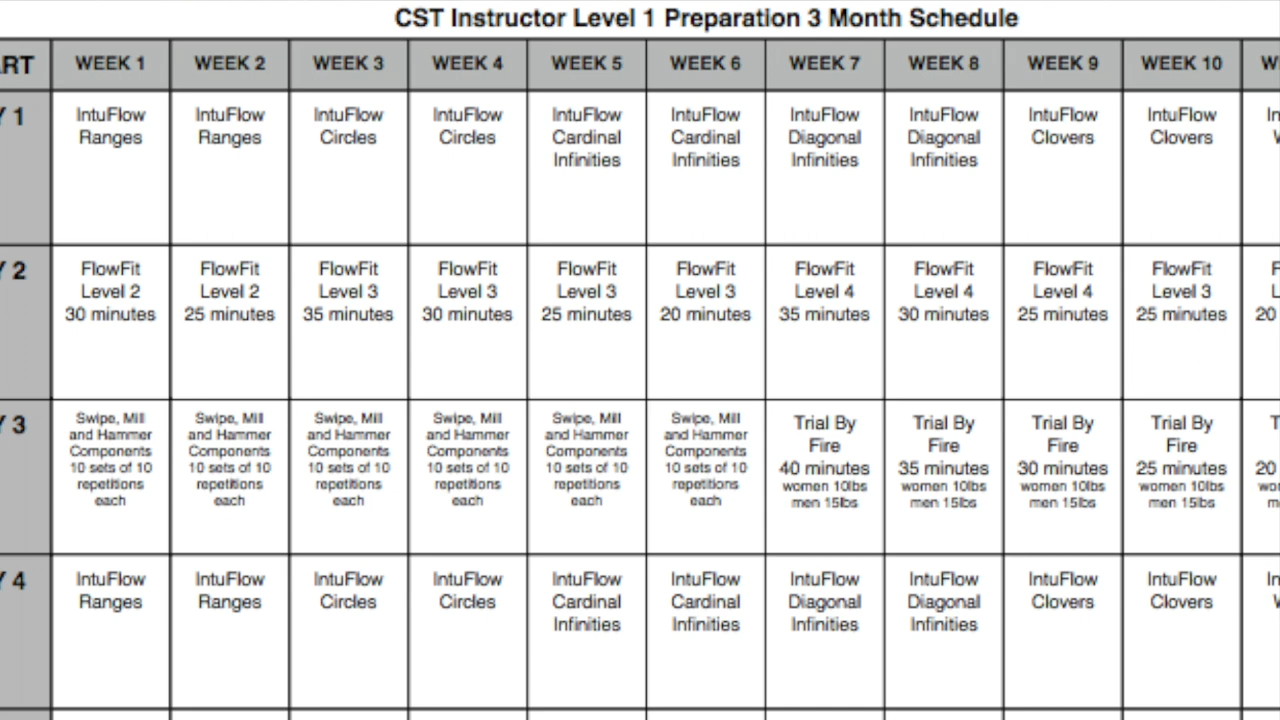 CST Instructor Level 1 Preparation 3 Month Schedule
ART WEEK 1 WEEK 2 WEEK 3 WEEK 4 WEEK 5 WEEK 6 WEEK 7 WEEK 8 WEEK 9 WEEK 10 W
Y 1 IntuFlow IntuFlow IntuFlow IntuFlow IntuFlow IntuFlow IntuFlow IntuFlow IntuFlow IntuFlow In
Ranges Ranges Circles Circles Cardinal Cardinal Diagonal Diagonal Clovers Clovers W
Infinities Infinities Infinities Infinities
Y 2 FlowFit FlowFit FlowFit FlowFit FlowFit FlowFit FlowFit FlowFit FlowFit FlowFit F
Level 2 Level 2 Level 3 Level 3 Level 3 Level 3 Level 4 Level 4 Level 4 Level 3 L
30 minutes 25 minutes 35 minutes 30 minutes 25 minutes 20 minutes 35 minutes 30 minutes 25 minutes 25 minutes 20
Y 3 Swipe, Mill Swipe, Mill Swipe, Mill Swipe, Mill Swipe, Mill Swipe, Mill Trial By Trial By Trial By Trial By T
and Hammer and Hammer and Hammer and Hammer and Hammer and Hammer Fire Fire Fire Fire
Components Components Components Components Components Components
10 sets of 10 10 sets of 10 10 sets of 10 10 sets of 10 10 sets of 10 10 sets of 10 40 minutes 35 minutes 30 minutes 25 minutes 20
repetitions repetitions repetitions repetitions repetitions repetitions women 10lbs women 10lbs women 10lbs women 10lbs wo
each each each each each each men 15lbs men 15lbs men 15lbs men 15lbs m
Y 4 IntuFlow IntuFlow IntuFlow IntuFlow IntuFlow IntuFlow IntuFlow IntuFlow IntuFlow IntuFlow In
Ranges Ranges Circles Circles Cardinal Cardinal Diagonal Diagonal Clovers Clovers W
Infinities Infinities Infinities Infinities